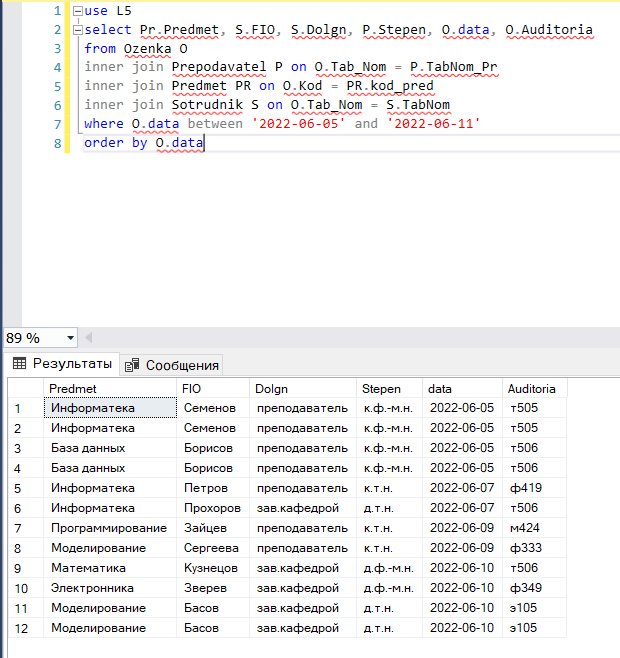 1 use L5
2 select Pr.Predmet, S.FIO, S.Dolgn, P.Stepen, O.data, O.Auditoria
3 from Ozenka O
4 inner join Prepodavatel P on O.Tab_Nom = P.TabNom_Pr
5 inner join Predmet PR on O.Kod = PR.kod_pred
6 inner join Sotrudnik S on O.Tab_Nom = S.TabNom
7 where O.data between '2022-06-05' and '2022-06-11'
8 order by O.data
89 %
Результаты Сообщения
Predmet FIO Dolgn Stepen data Auditoria
1 Информатека Семенов преподаватель к.ф.-м.н. 2022-06-05 т505
2 Информатека Семенов преподаватель к.ф.-м.н. 2022-06-05 т505
3 База данных Борисов преподаватель к.ф.-м.н. 2022-06-05 т506
4 База данных Борисов преподаватель к.ф.-м.н. 2022-06-05 т506
5 Информатека Петров преподаватель к.т.н. 2022-06-07 ф419
6 Информатека Прохоров зав.кафедрой д.т.н. 2022-06-07 т506
7 Программирование Зайцев преподаватель к.т.н. 2022-06-09 м424
8 Моделирование Сергеева преподаватель к.т.н. 2022-06-09 ф333
9 Математика Кузнецов зав.кафедрой д.ф.-м.н. 2022-06-10 т506
10 Электронника Зверев зав.кафедрой д.ф.-м.н. 2022-06-10 ф349
11 Моделирование Басов зав.кафедрой д.т.н. 2022-06-10 э105
12 Моделирование Басов зав.кафедрой д.т.н. 2022-06-10 э105